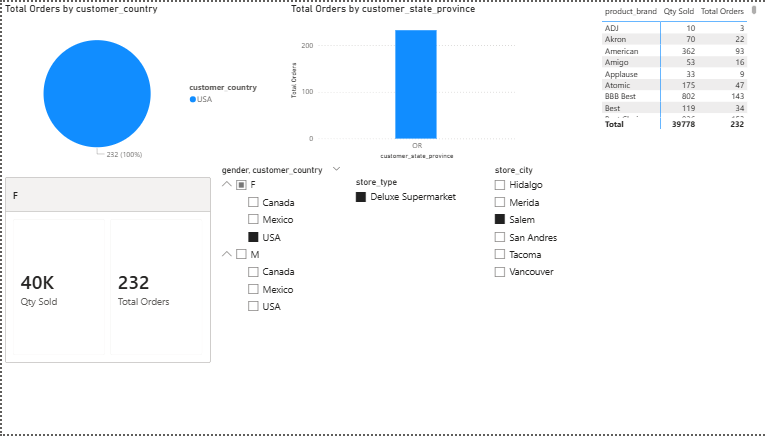 Total Orders by customer_country
customer_country
USA
232 (100%)
Total Orders by customer_state_province
Total Orders
200
100
0
OR
customer_state_province
product_brand Qty Sold Total Orders
ADJ 10 3
Akron 70 22
American 362 93
Amigo 53 16
Applause 33 9
Atomic 175 47
BBB Best 802 143
Best 119 34
Total 39778 232
F
40K
Qty Sold
232
Total Orders
gender, customer_country
F
Canada
Mexico
USA
M
Canada
Mexico
USA
store_type
Deluxe Supermarket
store_city
Hidalgo
Merida
Salem
San Andres
Tacoma
Vancouver